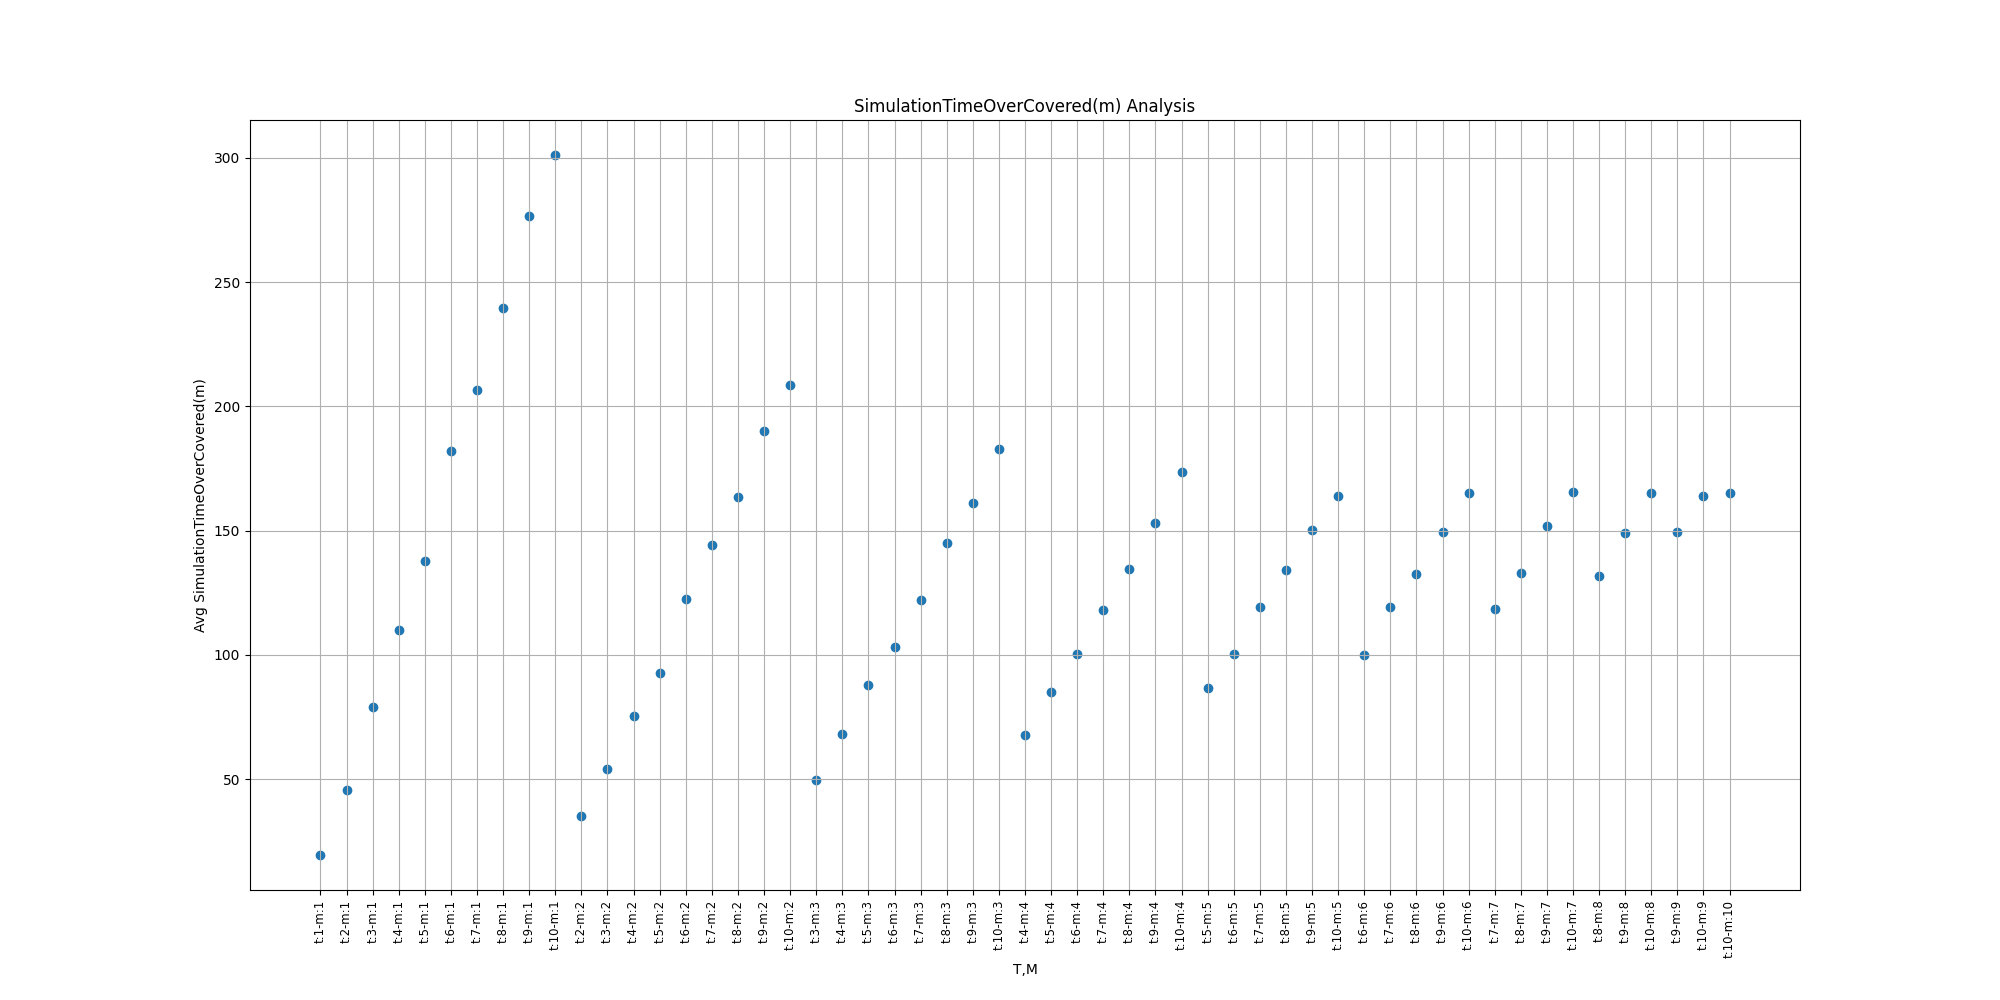 SimulationTimeOverCovered(m) Analysis
Avg SimulationTimeOverCovered(m)
300
250
200
150
100
50
t:1-m:1
t:2-m:1
t:3-m:1
t:4-m:1
t:5-m:1
t:6-m:1
t:7-m:1
t:8-m:1
t:9-m:1
t:10-m:1
t:2-m:2
t:3-m:2
t:4-m:2
t:5-m:2
t:6-m:2
t:7-m:2
t:8-m:2
t:9-m:2
t:10-m:2
t:3-m:3
t:4-m:3
t:5-m:3
t:6-m:3
t:7-m:3
t:8-m:3
t:9-m:3
t:10-m:3
t:4-m:4
t:5-m:4
t:6-m:4
t:7-m:4
t:8-m:4
t:9-m:4
t:10-m:4
t:5-m:5
t:6-m:5
t:7-m:5
t:8-m:5
t:9-m:5
t:10-m:5
t:6-m:6
t:7-m:6
t:8-m:6
t:9-m:6
t:10-m:6
t:7-m:7
t:8-m:7
t:9-m:7
t:10-m:7
t:8-m:8
t:9-m:8
t:10-m:8
t:9-m:9
t:10-m:9
t:10-m:10
T,M